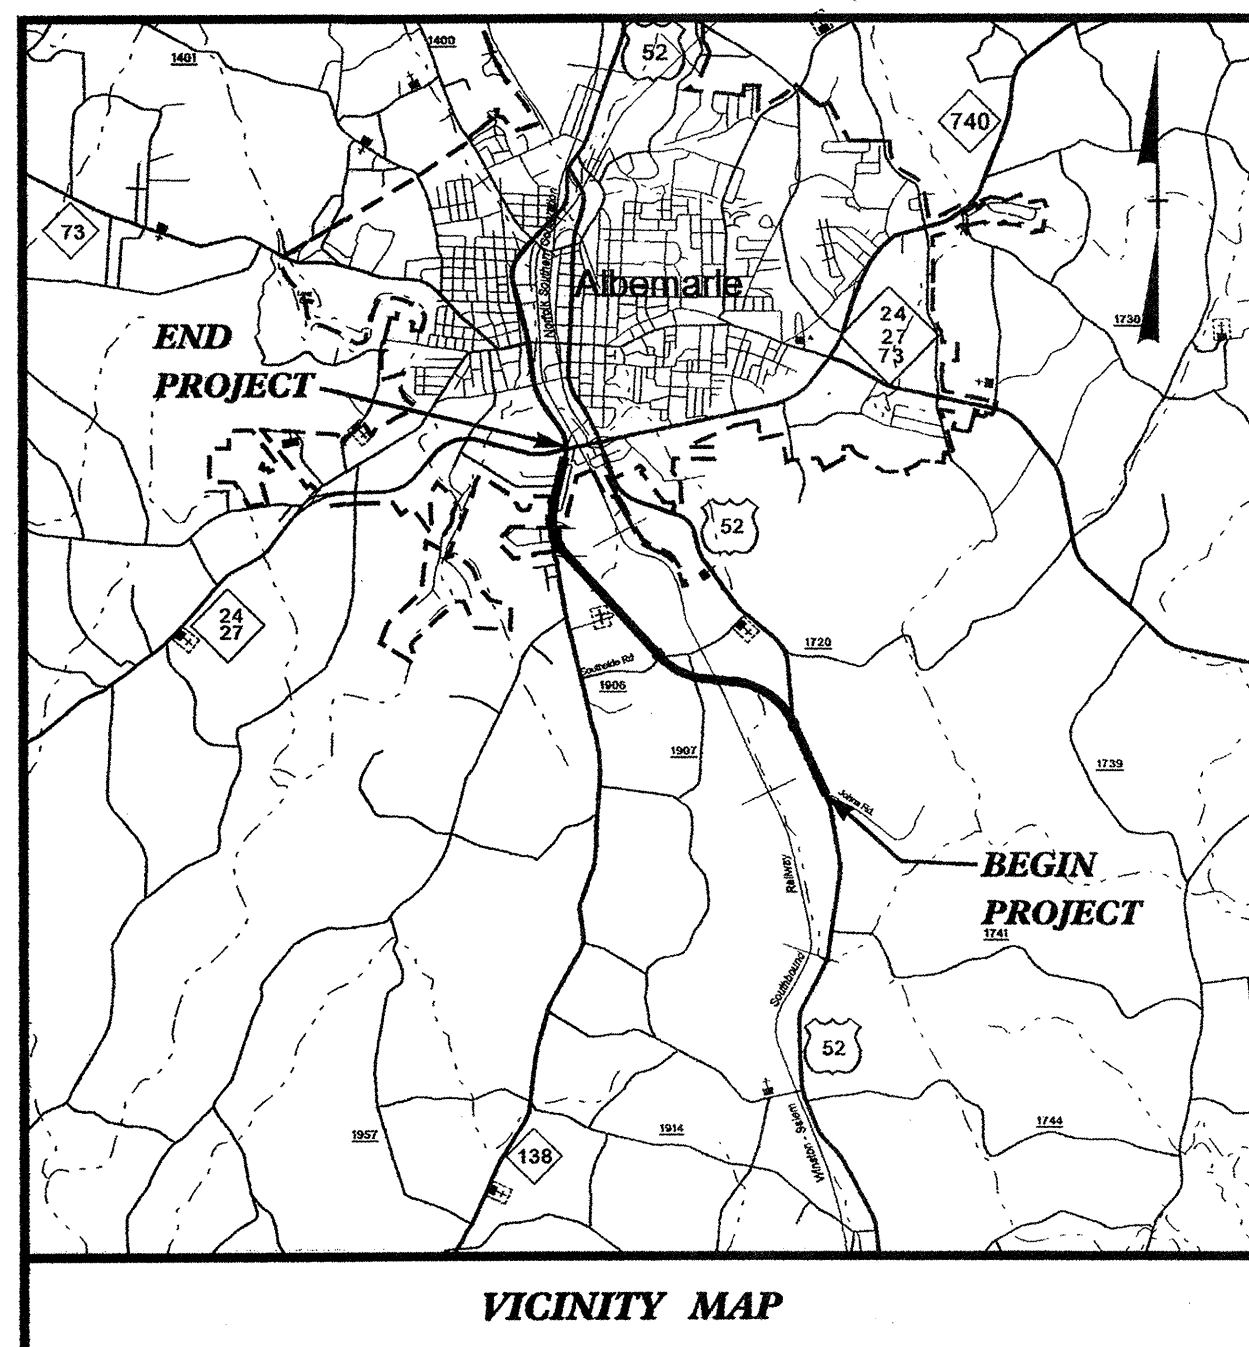 1400
1401
52
740
73
Norfolk Southern
Albemarle
24
27
73
1730
END
PROJECT
52
24
27
1720
Southside Rd
1906
1907
1739
Johns Rd.
BEGIN
PROJECT
1741
Railway
Southbound
52
Winston - Salem
1744
1957
1914
138
VICINITY MAP